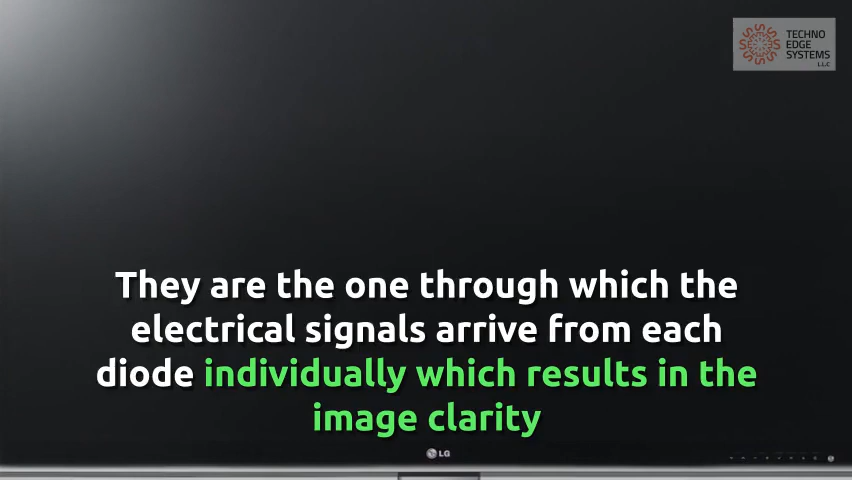 TECHNO
EDGE
SYSTEMS
LLC
They are the one through which the
electrical signals arrive from each
diode individually which results in the
image clarity
LG